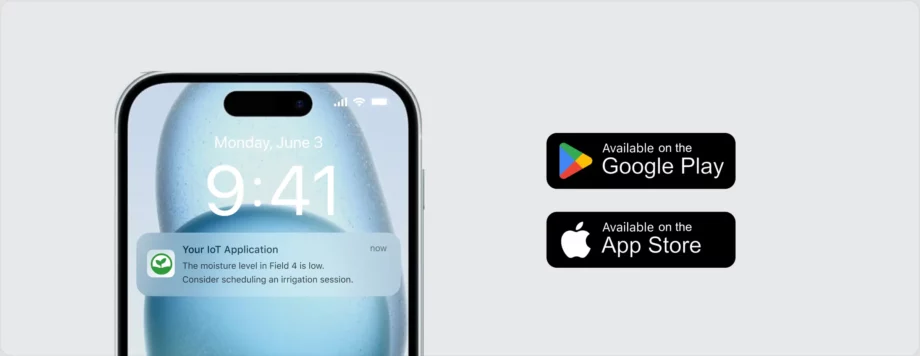 Monday, June 3
9:41
Your IoT Application
now
The moisture level in Field 4 is low.
Consider scheduling an irrigation session.
Available on the
Google Play
Available on the
App Store